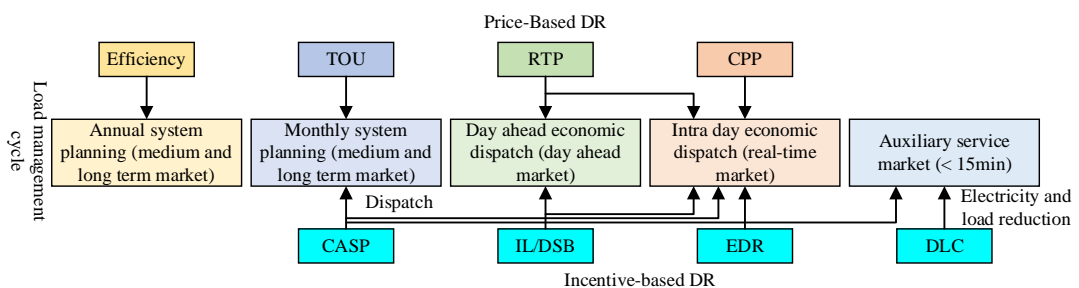 Price-Based DR
Efficiency
TOU
RTP
CPP
Load management
cycle
Annual system
planning (medium and
long term market)
Monthly system
planning (medium and
long term market)
Day ahead economic
dispatch (day ahead
market)
Intra day economic
dispatch (real-time
market)
Auxiliary service
market (< 15min)
Dispatch
Electricity and
load reduction
CASP
IL/DSB
EDR
DLC
Incentive-based DR